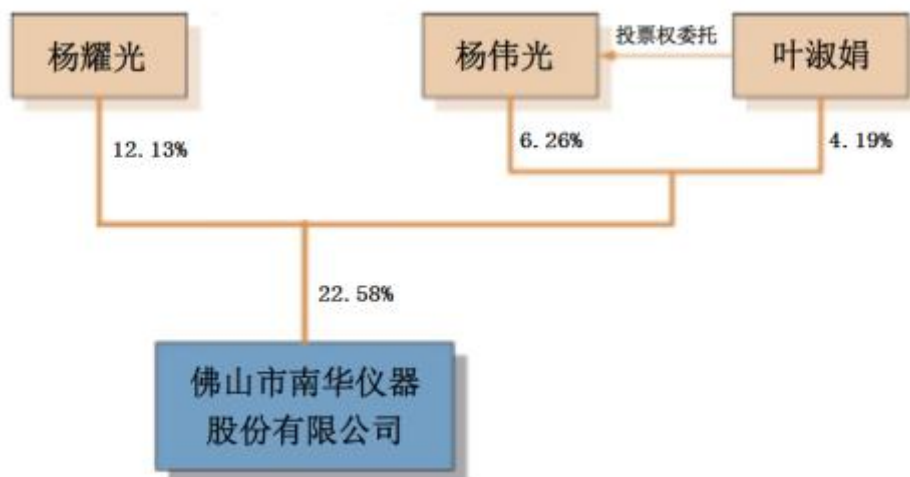 杨耀光
杨伟光
投票权委托
叶淑娟
12.13%
6.26%
4.19%
22.58%
佛山市南华仪器
股份有限公司